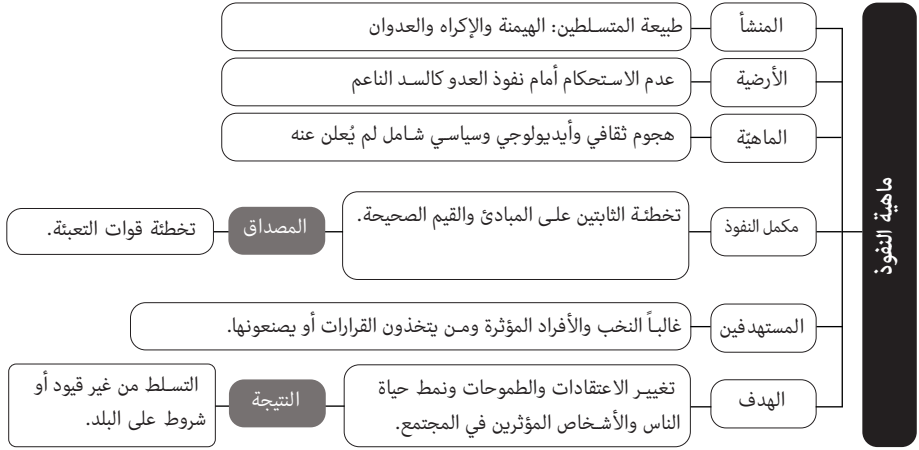 ماهية النفوذ
المنشأ
طبيعة المتسلطين: الهيمنة والإكراه والعدوان
الأرضية
عدم الاستحكام أمام نفوذ العدو كالسد الناعم
الماهيّة
هجوم ثقافي وأيديولوجي وسياسي شامل لم يُعلن عنه
مكمل النفوذ
تخطئة الثابتين على المبادئ والقيم الصحيحة.
المصداق
تخطئة قوات التعبئة.
المستهدفين
غالباً النخب والأفراد المؤثرة ومن يتخذون القرارات أو يصنعونها.
الهدف
تغيير الاعتقادات والطموحات ونمط حياة
الناس والأشخاص المؤثرين في المجتمع.
النتيجة
التسلط من غير قيود أو
شروط على البلد.